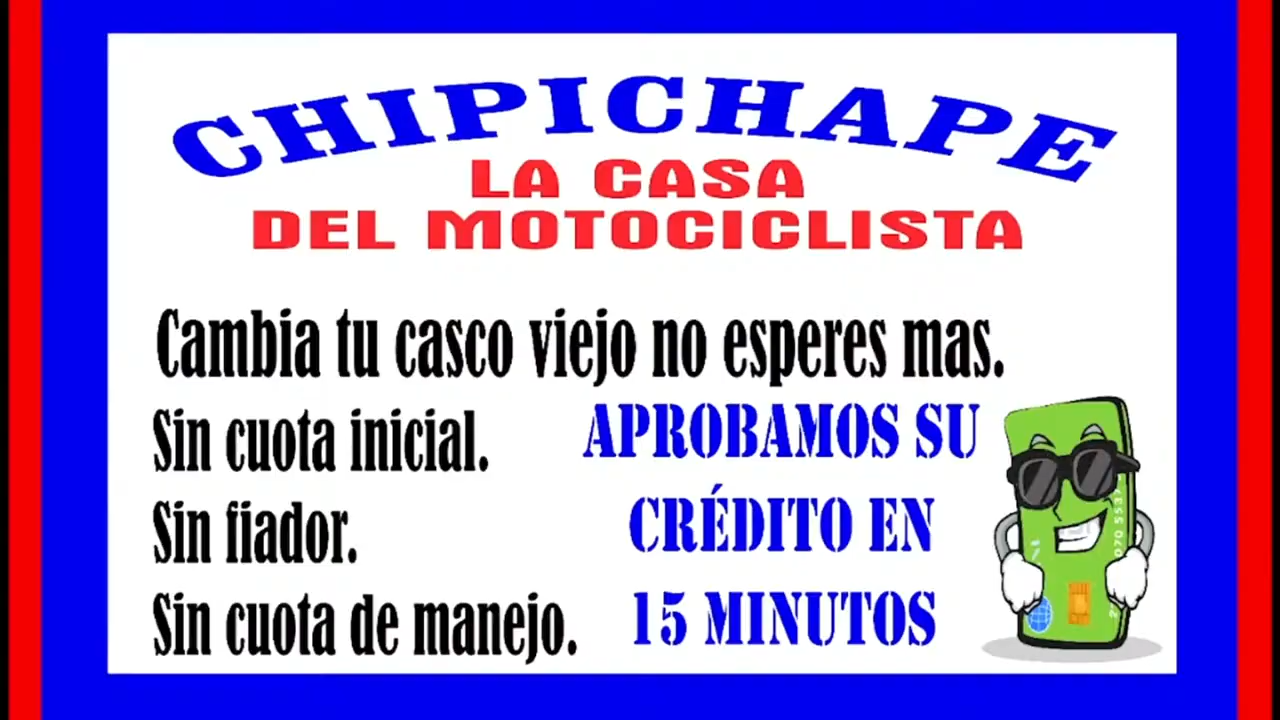 CHIPICHAPE
LA CASA
DEL MOTOCICLISTA
Cambia tu casco viejo no esperes mas.
Sin cuota inicial.
Sin fiador.
Sin cuota de manejo.
APROBAMOS SU
CRÉDITO EN
15 MINUTOS